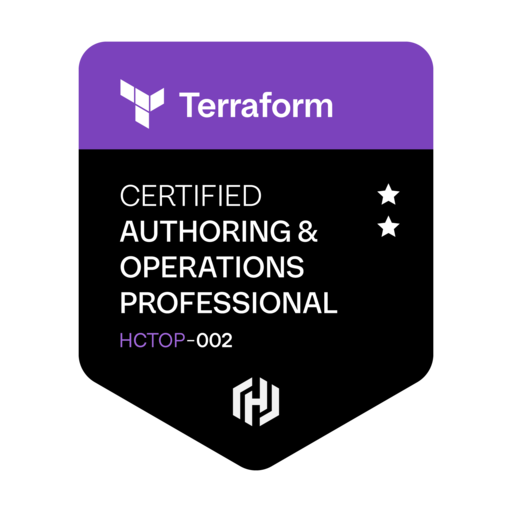 Terraform
CERTIFIED
AUTHORING &
OPERATIONS
PROFESSIONAL
HCTOP-002